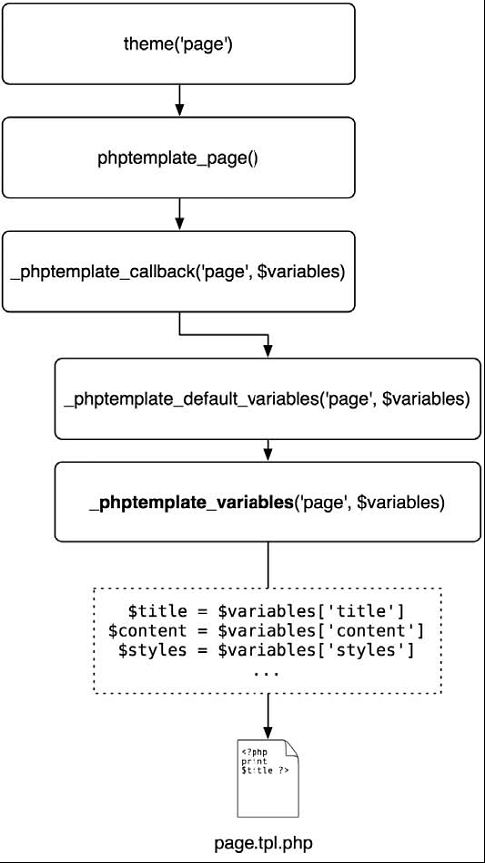 theme('page')
phptemplate_page()
_phptemplate_callback('page', $variables)
_phptemplate_default_variables('page', $variables)
_phptemplate_variables('page', $variables)
$title = $variables['title']
$content = $variables['content']
$styles = $variables['styles']
...
<?php
print
$title ?>
page.tpl.php